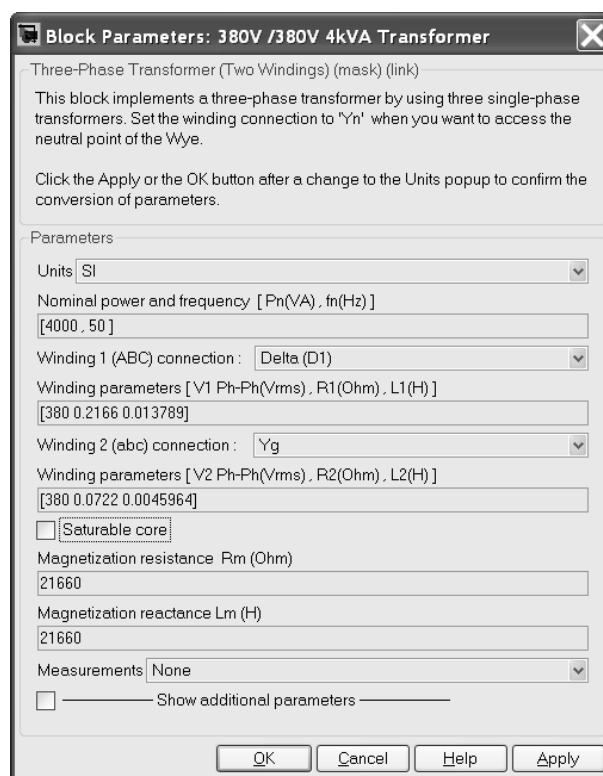 Block Parameters: 380V /380V 4kVA Transformer
Three-Phase Transformer (Two Windings) (mask) (link)
This block implements a three-phase transformer by using three single-phase
transformers. Set the winding connection to 'Yn' when you want to access the
neutral point of the Wye.
Click the Apply or the OK button after a change to the Units popup to confirm the
conversion of parameters.
Parameters
Units SI
Nominal power and frequency [ Pn(VA) , fn(Hz) ]
[4000 , 50 ]
Winding 1 (ABC) connection : Delta (D1)
Winding parameters [ V1 Ph-Ph(Vrms) , R1(Ohm) , L1(H) ]
[380 0.2166 0.013789]
Winding 2 (abc) connection : Yg
Winding parameters [ V2 Ph-Ph(Vrms) , R2(Ohm) , L2(H) ]
[380 0.0722 0.0045964]
Saturable core
Magnetization resistance Rm (Ohm)
21660
Magnetization reactance Lm (H)
21660
Measurements None
Show additional parameters
OK Cancel Help Apply